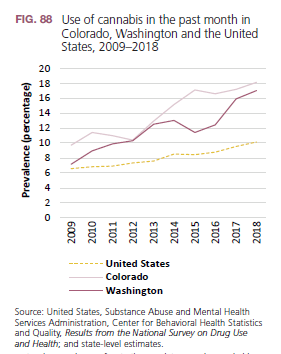 FIG. 88 Use of cannabis in the past month in
Colorado, Washington and the United
States, 2009–2018
Prevalence (percentage)
20
18
16
14
12
10
8
6
4
2
0
2009
2010
2011
2012
2013
2014
2015
2016
2017
2018
United States
Colorado
Washington
Source: United States, Substance Abuse and Mental Health
Services Administration, Center for Behavioral Health Statistics
and Quality, Results from the National Survey on Drug Use
and Health; and state-level estimates.